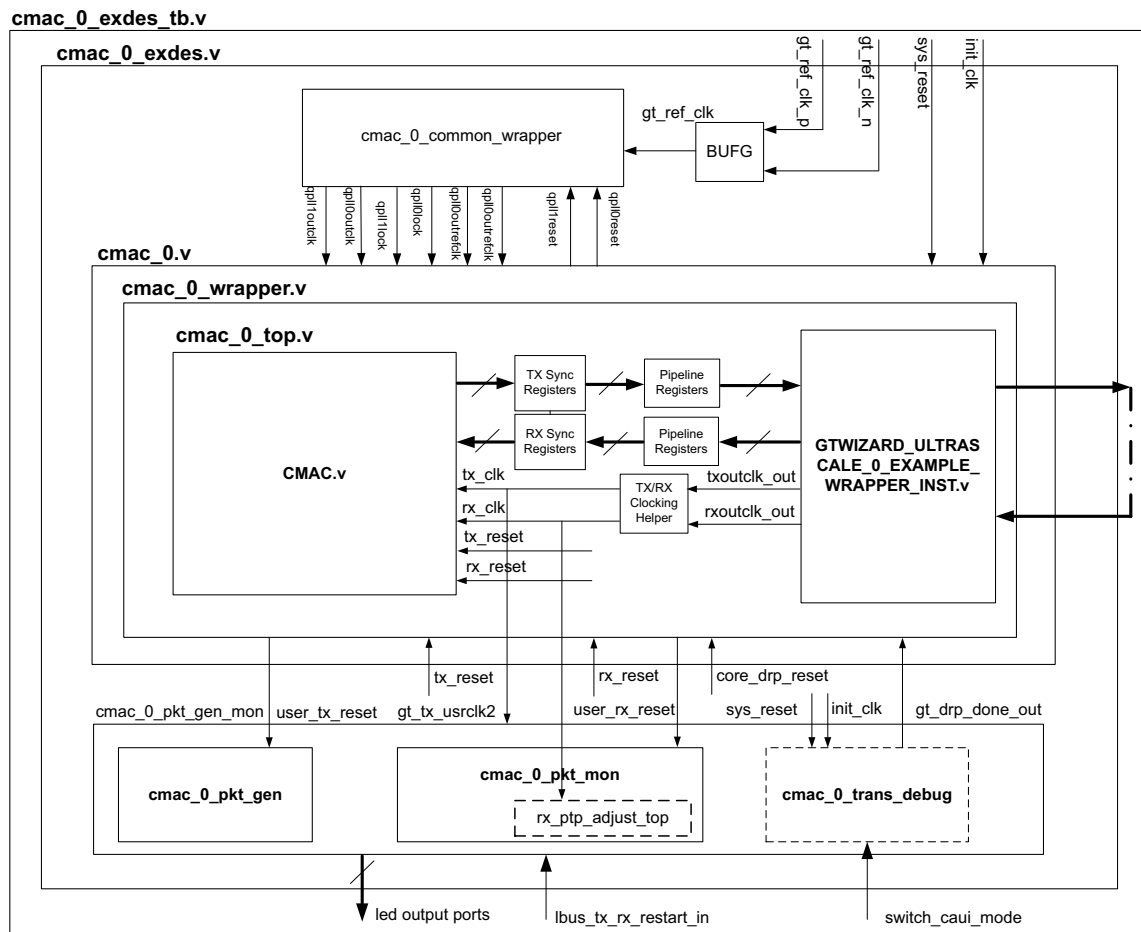 cmac_0_exdes_tb.v
cmac_0_exdes.v
gt_ref_clk_p
gt_ref_clk_n
sys_reset
init_clk
gt_ref_clk
cmac_0_common_wrapper
BUFG
qpll1outclk
qpll0outclk
qpll1lock
qpll0lock
qpll0outrefclk
qpll0outrefclk
qpll1reset
qpll0reset
cmac_0.v
cmac_0_wrapper.v
cmac_0_top.v
CMAC.v
TX Sync
Registers
Pipeline
Registers
RX Sync
Registers
Pipeline
Registers
GTWIZARD_ULTRAS
CALE_0_EXAMPLE_
WRAPPER_INST.v
tx_clk
TX/RX
Clocking
Helper
txoutclk_out
rx_clk
rxoutclk_out
tx_reset
rx_reset
tx_reset
rx_reset
core_drp_reset
cmac_0_pkt_gen_mon
user_tx_reset
gt_tx_usrclk2
user_rx_reset
sys_reset
init_clk
gt_drp_done_out
cmac_0_pkt_gen
cmac_0_pkt_mon
rx_ptp_adjust_top
cmac_0_trans_debug
led output ports
lbus_tx_rx_restart_in
switch_caui_mode